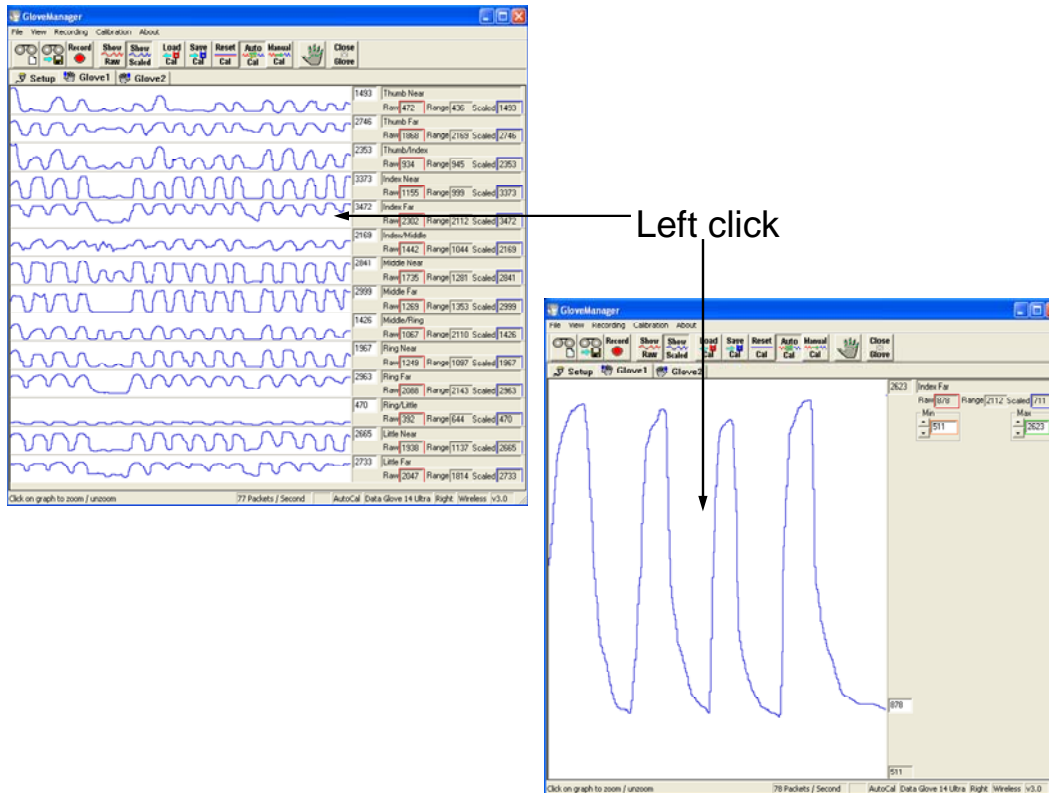 GloveManager
File View Recording Calibration About
Record Show Raw Show Scaled Load Cal Save Cal Reset Cal Auto Cal Manual Cal Close Glove
Setup Glove1 Glove2
1493 Thumb Near
Raw 472 Range 436 Scaled 1493
2746 Thumb Far
Raw 1868 Range 2169 Scaled 2746
2353 Thumb/Index
Raw 934 Range 945 Scaled 2353
3373 Index Near
Raw 1155 Range 999 Scaled 3373
3472 Index Far
Raw 2302 Range 2112 Scaled 3472
2169 Index/Middle
Raw 1442 Range 1044 Scaled 2169
2841 Middle Near
Raw 1735 Range 1281 Scaled 2841
2999 Middle Far
Raw 1269 Range 1353 Scaled 2999
1426 Middle/Ring
Raw 1067 Range 2110 Scaled 1426
1967 Ring Near
Raw 1349 Range 1097 Scaled 1967
2963 Ring Far
Raw 2088 Range 2143 Scaled 2963
470 Ring/Little
Raw 392 Range 644 Scaled 470
2665 Little Near
Raw 1938 Range 1137 Scaled 2665
2733 Little Far
Raw 2047 Range 1814 Scaled 2733
Click on graph to zoom / unzoom 77 Packets / Second AutoCal Data Glove 14 Ultra Right Wireless v3.0
Left click
GloveManager
File View Recording Calibration About
Record Show Raw Show Scaled Load Cal Save Cal Reset Cal Auto Cal Manual Cal Close Glove
Setup Glove1 Glove2
2623 Index Far
Raw 878 Range 2112 Scaled 711
Min Max
511 2623
878
511
Click on graph to zoom / unzoom 78 Packets / Second AutoCal Data Glove 14 Ultra Right Wireless v3.0